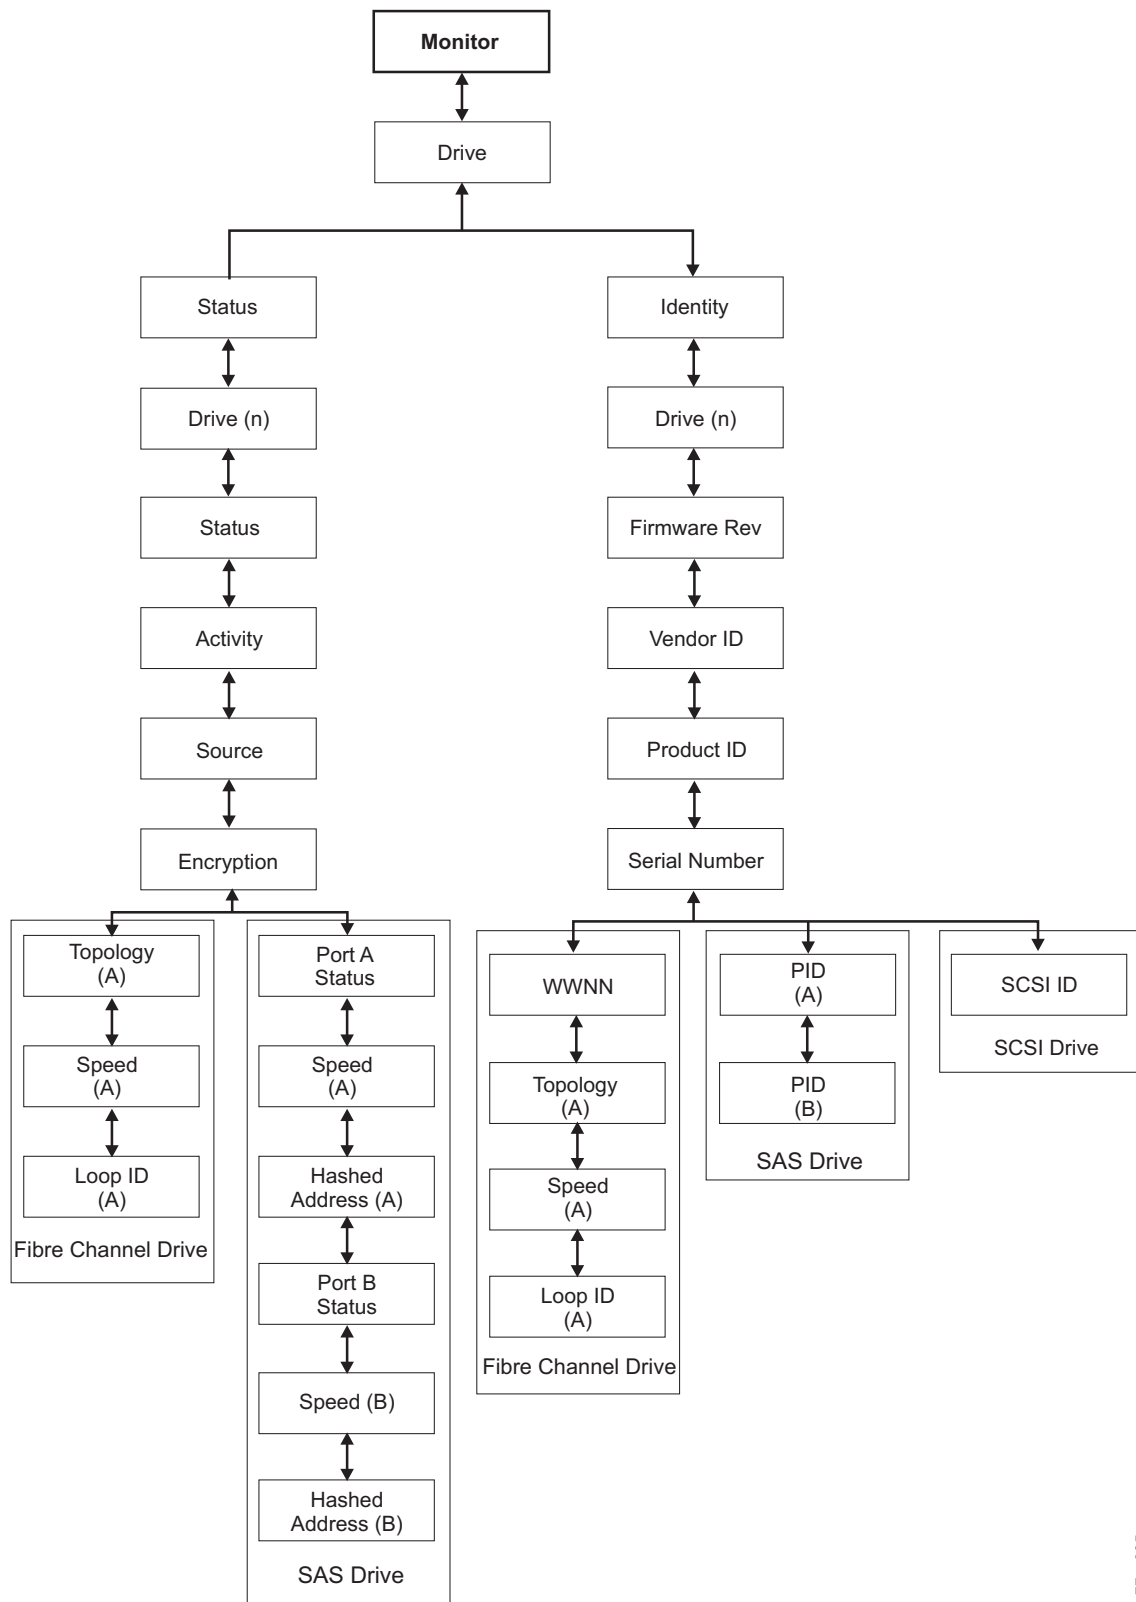 Monitor
Drive
Status
Identity
Drive (n)
Drive (n)
Status
Firmware Rev
Activity
Vendor ID
Source
Product ID
Encryption
Serial Number
Topology
(A)
Speed
(A)
Loop ID
(A)
Fibre Channel Drive
Port A
Status
Speed
(A)
Hashed
Address (A)
Port B
Status
Speed (B)
Hashed
Address (B)
SAS Drive
WWNN
Topology
(A)
Speed
(A)
Loop ID
(A)
Fibre Channel Drive
PID
(A)
PID
(B)
SAS Drive
SCSI ID
SCSI Drive